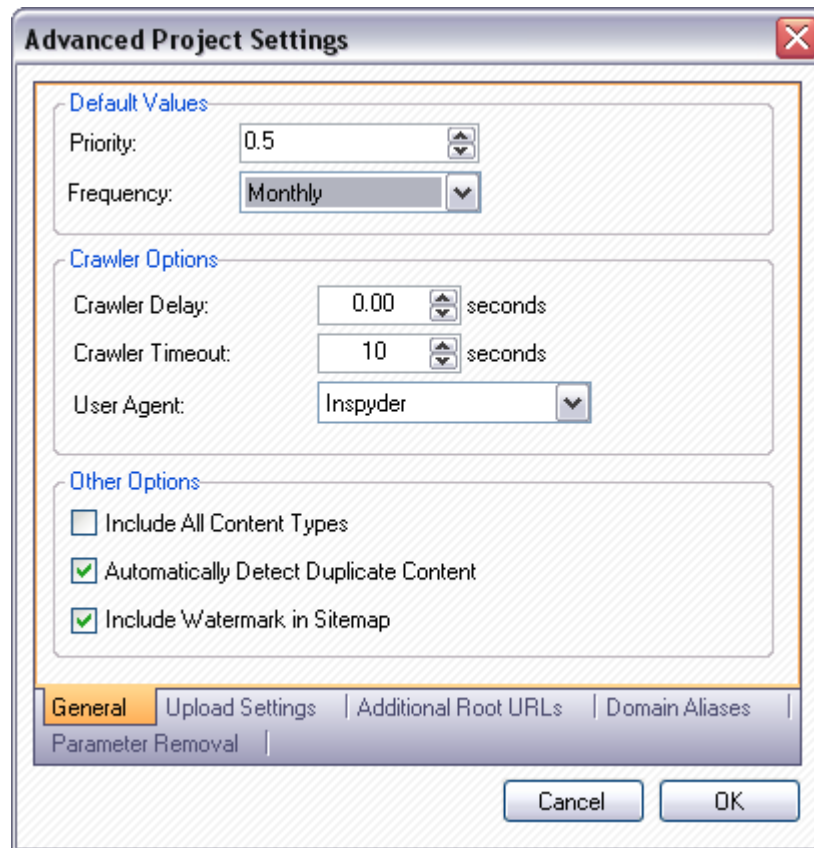 Advanced Project Settings
Default Values
Priority: 0.5
Frequency: Monthly
Crawler Options
Crawler Delay: 0.00 seconds
Crawler Timeout: 10 seconds
User Agent: Inspyder
Other Options
Include All Content Types
Automatically Detect Duplicate Content
Include Watermark in Sitemap
General Upload Settings Additional Root URLs Domain Aliases
Parameter Removal
Cancel OK